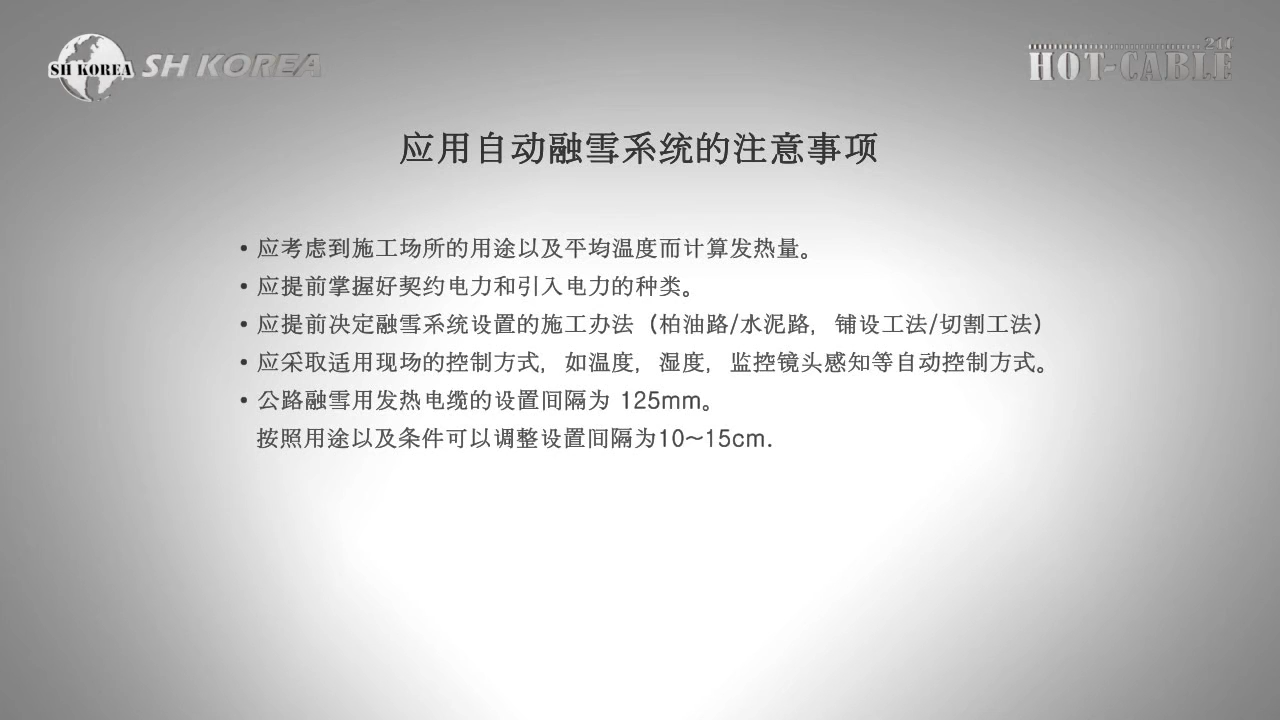 SH KOREA SH KOREA
HOT-CABLE
应用自动融雪系统的注意事项
• 应考虑到施工场所的用途以及平均温度而计算发热量。
• 应提前掌握好契约电力和引入电力的种类。
• 应提前决定融雪系统设置的施工办法（柏油路/水泥路，铺设工法/切割工法）
• 应采取适用现场的控制方式，如温度，湿度，监控镜头感知等自动控制方式。
• 公路融雪用发热电缆的设置间隔为 125mm。
按照用途以及条件可以调整设置间隔为10~15cm.